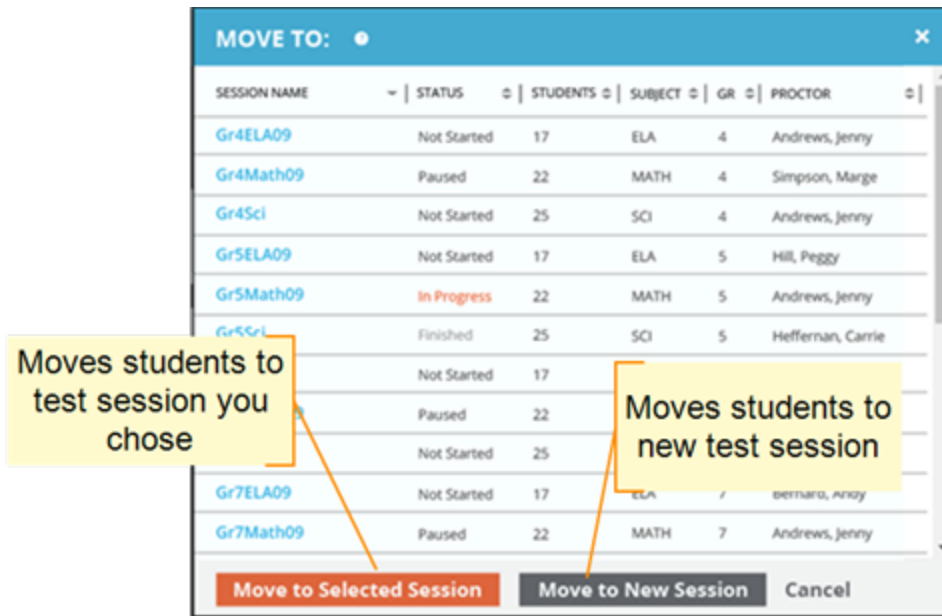 MOVE TO: ?
SESSION NAME STATUS STUDENTS SUBJECT GR PROCTOR
Gr4ELA09 Not Started 17 ELA 4 Andrews, Jenny
Gr4Math09 Paused 22 MATH 4 Simpson, Marge
Gr4Sci Not Started 25 SCI 4 Andrews, Jenny
Gr5ELA09 Not Started 17 ELA 5 Hill, Peggy
Gr5Math09 In Progress 22 MATH 5 Andrews, Jenny
Gr5Sci Finished 25 SCI 5 Heffernan, Carrie
Not Started 17
Paused 22
Not Started 25
Gr7ELA09 Not Started 17 ELA 7 Bernard, Andy
Gr7Math09 Paused 22 MATH 7 Andrews, Jenny
Moves students to
test session you
chose
Moves students to
new test session
Move to Selected Session Move to New Session Cancel